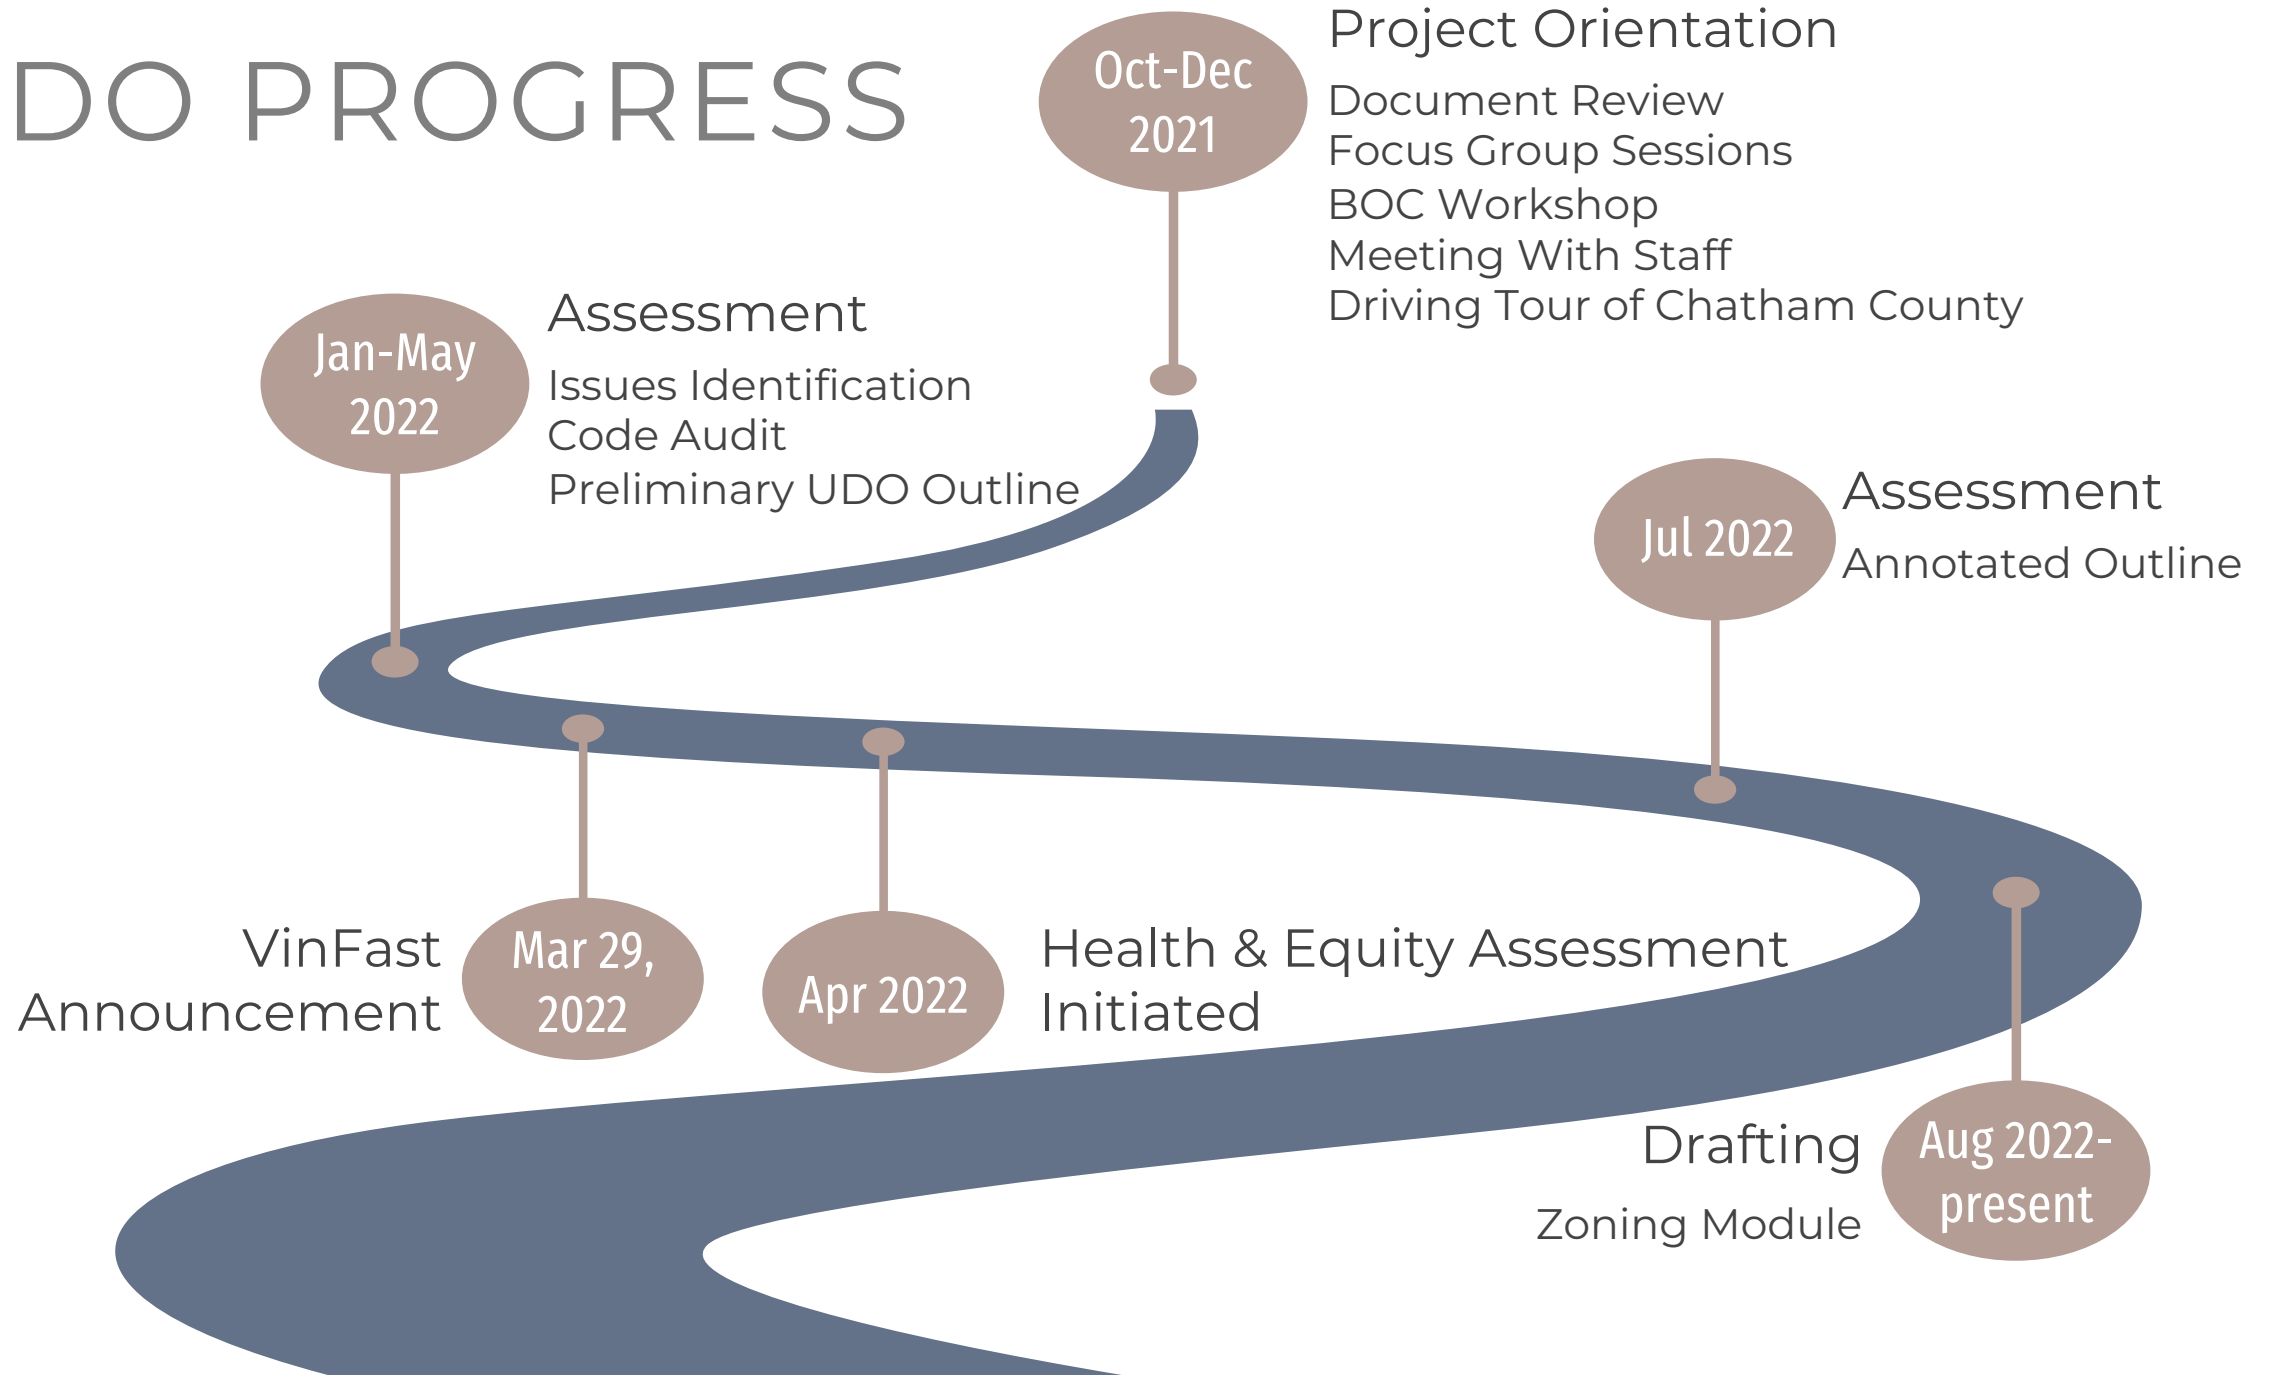 DO PROGRESS
Oct-Dec
2021
Project Orientation
Document Review
Focus Group Sessions
BOC Workshop
Meeting With Staff
Driving Tour of Chatham County
Jan-May
2022
Assessment
Issues Identification
Code Audit
Preliminary UDO Outline
Jul 2022
Assessment
Annotated Outline
VinFast
Announcement
Mar 29,
2022
Apr 2022
Health & Equity Assessment
Initiated
Drafting
Zoning Module
Aug 2022-
present